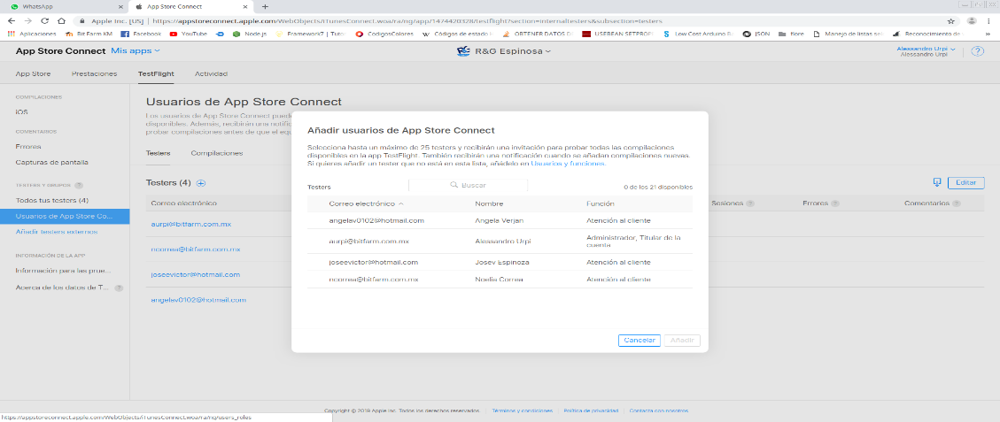 WhatsApp
App Store Connect
Apple Inc. [US] | https://appstoreconnect.apple.com/WebObjects/iTunesConnect.woa/ra/ng/app/1474420328/testflight?section=internaltesters&subsection=testers
Aplicaciones Bit Farm KM Facebook YouTube Node.js Framework7 | Tuto CodigosColores Códigos de estado OBTENER DATOS D USEBEAN SETPROP Low Cost Arduino Bo JSON flore Manejo de listas sel Reconocimiento de »
App Store Connect Mis apps
R&G Espinosa
Alessandro Urpi
Alessandro Urpi
?
App Store Prestaciones TestFlight Actividad
COMPILACIONES
iOS
COMENTARIOS
Errores
Capturas de pantalla
TESTERS Y GRUPOS ?
Todos tus testers (4)
Usuarios de App Store Co...
Añadir testers externos
INFORMACIÓN DE LA APP
Información para las prue...
Acerca de los datos de T... ?
Usuarios de App Store Connect
Los usuarios de App Store Connect puede
disponibles. Además, recibirán una notific
probar compilaciones antes de que el equ
Testers Compilaciones
Testers (4)
Editar
Correo electrónico Sesiones ? Errores ? Comentarios ?
aurpi@bitfarm.com.mx
ncorrea@bitfarm.com.mx
joseevictor@hotmail.com
angelav0102@hotmail.com
Añadir usuarios de App Store Connect
Selecciona hasta un máximo de 25 testers y recibirán una invitación para probar todas las compilaciones
disponibles en la app TestFlight. También recibirán una notificación cuando se añadan compilaciones nuevas.
Si quieres añadir un tester que no está en esta lista, añádelo en Usuarios y funciones.
Testers Buscar 0 de los 21 disponibles
Correo electrónico Nombre Función
angelav0102@hotmail.com Angela Verjan Atención al cliente
aurpi@bitfarm.com.mx Alessandro Urpi Administrador, Titular de la
cuenta
joseevictor@hotmail.com Josev Espinoza Atención al cliente
ncorrea@bitfarm.com.mx Noelia Correa Atención al cliente
Cancelar Añadir
Copyright © 2019 Apple Inc. Todos los derechos reservados. Términos y condiciones Política de privacidad Contacta con nosotros
https://appstoreconnect.apple.com/WebObjects/iTunesConnect.woa/ra/ng/users_roles